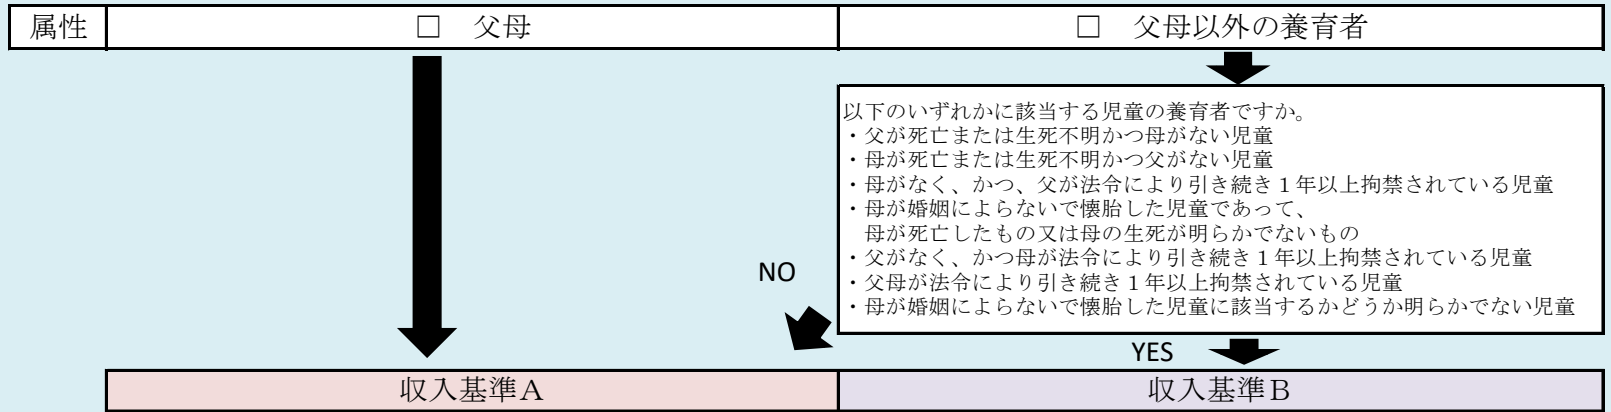 属性 □ 父母 □ 父母以外の養育者
以下のいずれかに該当する児童の養育者ですか。
・父が死亡または生死不明かつ母がない児童
・母が死亡または生死不明かつ父がない児童
・母がなく、かつ、父が法令により引き続き１年以上拘禁されている児童
・母が婚姻によらないで懐胎した児童であって、
母が死亡したもの又は母の生死が明らかでないもの
・父がなく、かつ母が法令により引き続き１年以上拘禁されている児童
・父母が法令により引き続き１年以上拘禁されている児童
・母が婚姻によらないで懐胎した児童に該当するかどうか明らかでない児童
NO
YES
収入基準Ａ 収入基準Ｂ